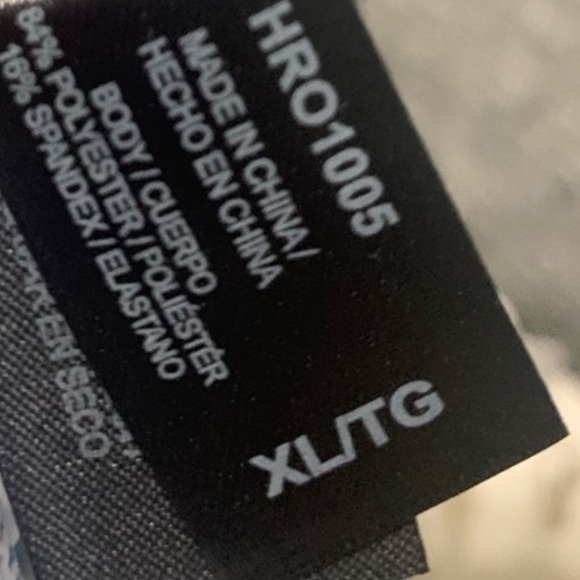 HRO1005
MADE IN CHINA /
HECHO EN CHINA
BODY / CUERPO
84% POLYESTER / POLIÉSTER
16% SPANDEX / ELASTANO
XL/TG
EN SECO